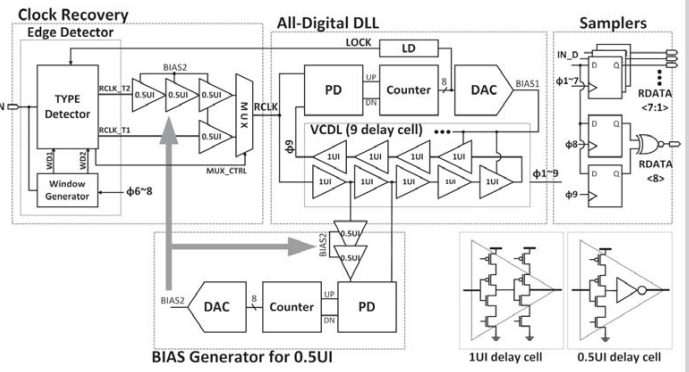 Clock Recovery
Edge Detector
TYPE
Detector
RCLK_T2
BIAS2
0.5UI
0.5UI
0.5UI
RCLK_T1
0.5UI
MUX
RCLK
WD1
WD2
Window
Generator
ϕ6~8
MUX_CTRL
N
All-Digital DLL
LOCK
LD
PD
UP
DN
Counter
8
DAC
BIAS1
VCDL (9 delay cell)
ϕ9
1UI
1UI
1UI
1UI
1UI
1UI
1UI
1UI
1UI
ϕ1~9
Samplers
IN_D
D
Q
ϕ1~7
RDATA
<7:1>
D
Q
ϕ8
RDATA
<8>
D
Q
ϕ9
BIAS2
0.5UI
0.5UI
BIAS2
DAC
8
Counter
UP
DN
PD
BIAS Generator for 0.5UI
1UI delay cell
0.5UI delay cell